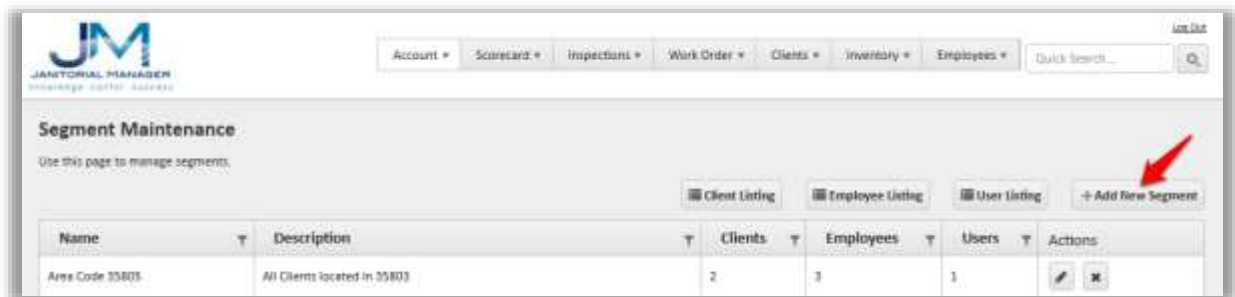 Log Out
JM
JANITORIAL MANAGER
Account Scorecard Inspections Work Order Clients Inventory Employees Quick Search...
Segment Maintenance
Use this page to manage segments.
Client Listing Employee Listing User Listing + Add New Segment
Name Description Clients Employees Users Actions
Area Code 35803 All Clients located in 35803 2 3 1